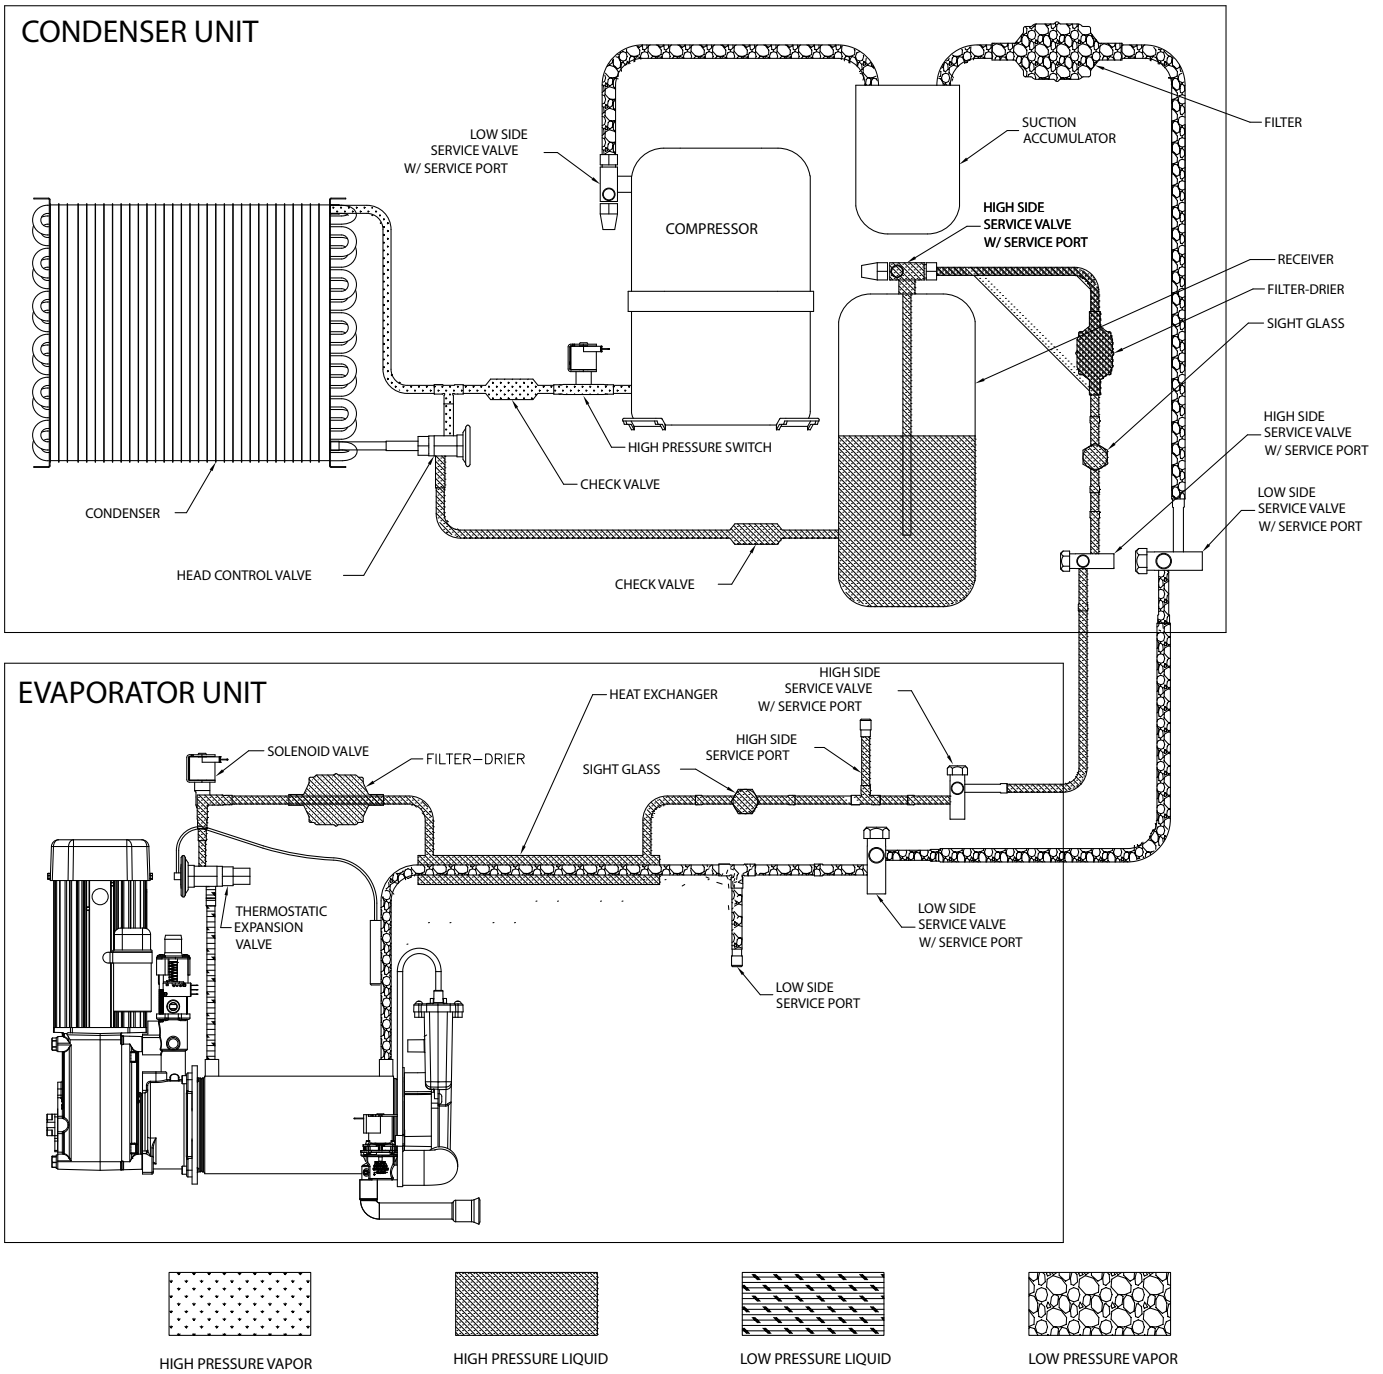 CONDENSER UNIT
LOW SIDE
SERVICE VALVE
W/ SERVICE PORT
SUCTION
ACCUMULATOR
FILTER
COMPRESSOR
HIGH SIDE
SERVICE VALVE
W/ SERVICE PORT
RECEIVER
FILTER-DRIER
SIGHT GLASS
HIGH SIDE
SERVICE VALVE
W/ SERVICE PORT
HIGH PRESSURE SWITCH
CHECK VALVE
CONDENSER
LOW SIDE
SERVICE VALVE
W/ SERVICE PORT
HEAD CONTROL VALVE
CHECK VALVE
EVAPORATOR UNIT
HEAT EXCHANGER
HIGH SIDE
SERVICE VALVE
W/ SERVICE PORT
SOLENOID VALVE
FILTER-DRIER
SIGHT GLASS
HIGH SIDE
SERVICE PORT
THERMOSTATIC
EXPANSION
VALVE
LOW SIDE
SERVICE VALVE
W/ SERVICE PORT
LOW SIDE
SERVICE PORT
HIGH PRESSURE VAPOR
HIGH PRESSURE LIQUID
LOW PRESSURE LIQUID
LOW PRESSURE VAPOR